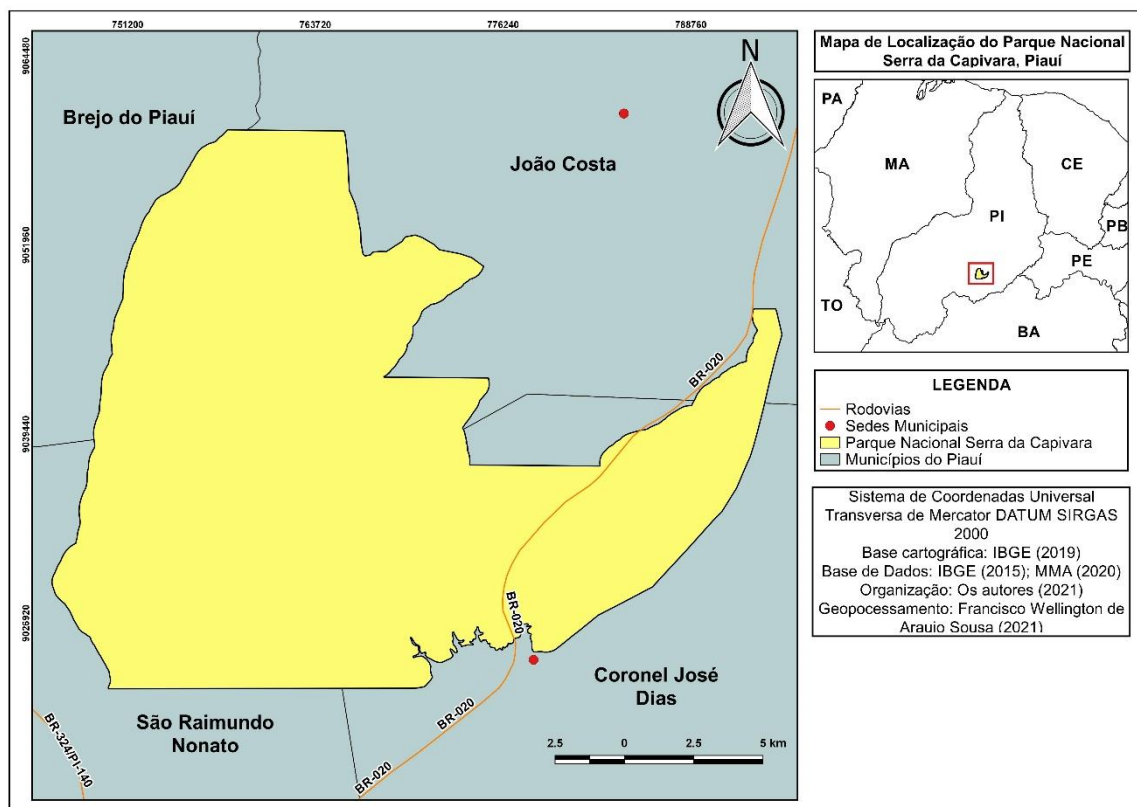 751200
763720
776240
788760
9064480
9051960
9039440
9026920
N
Brejo do Piauí
João Costa
BR-020
BR-020
BR-020
BR-020
Coronel José
Dias
São Raimundo
Nonato
BR-324/PI-140
2.5 0 2.5 5 km
Mapa de Localização do Parque Nacional
Serra da Capivara, Piauí
PA
MA
CE
PI
PB
PE
TO
BA
LEGENDA
Rodovias
Sedes Municipais
Parque Nacional Serra da Capivara
Municípios do Piauí
Sistema de Coordenadas Universal
Transversa de Mercator DATUM SIRGAS
2000
Base cartográfica: IBGE (2019)
Base de Dados: IBGE (2015); MMA (2020)
Organização: Os autores (2021)
Geopocessamento: Francisco Wellington de
Araujo Sousa (2021)